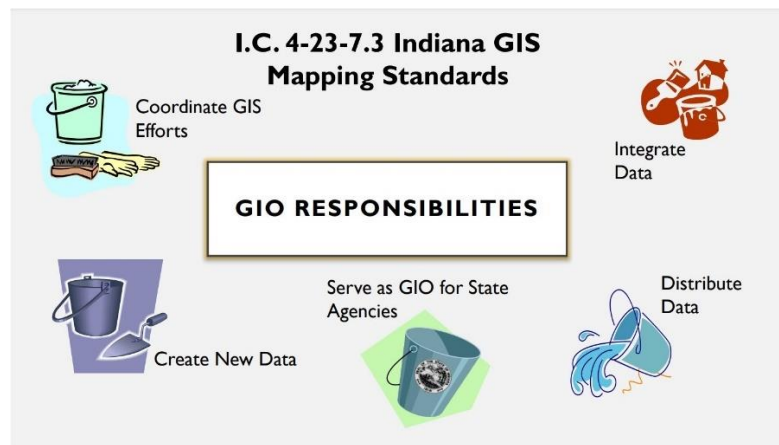 I.C. 4-23-7.3 Indiana GIS
Mapping Standards
Coordinate GIS
Efforts
Integrate
Data
GIO RESPONSIBILITIES
Serve as GIO for State
Agencies
Distribute
Data
Create New Data